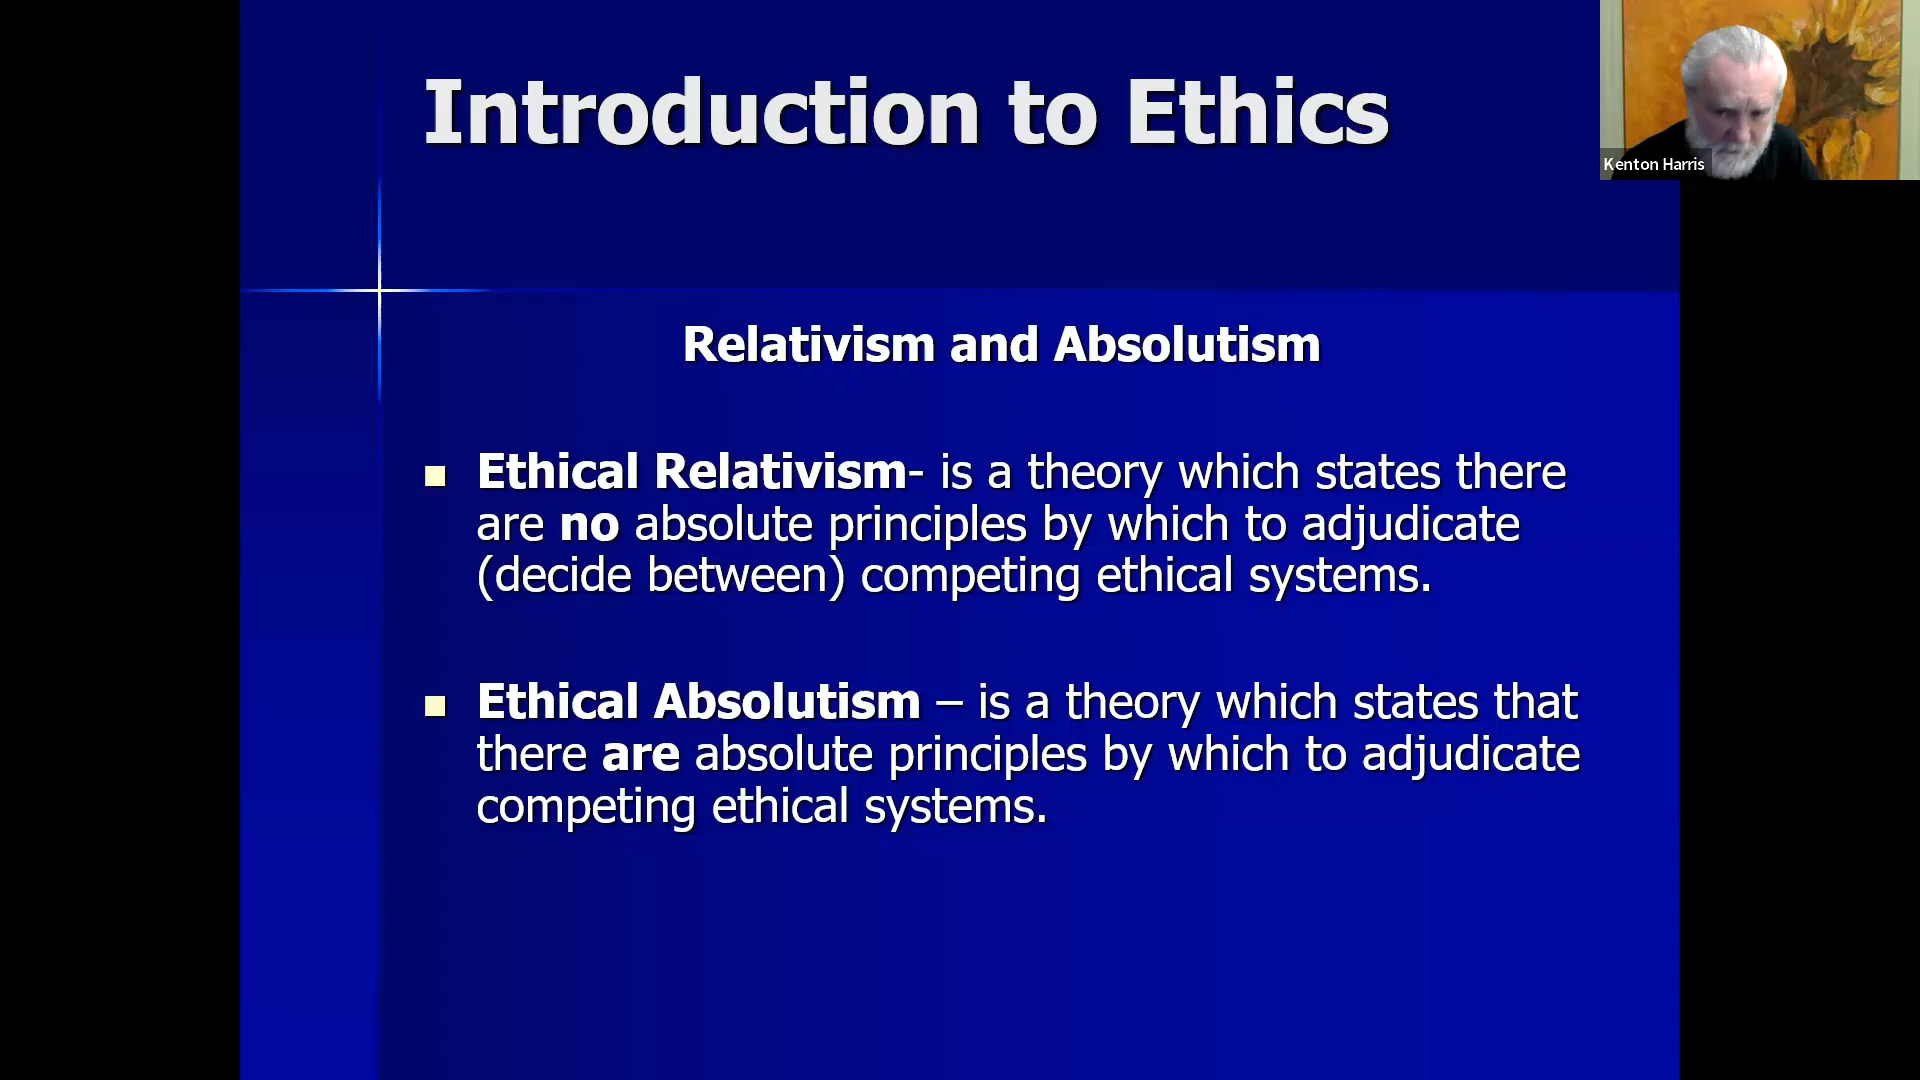 Introduction to Ethics
Kenton Harris
Relativism and Absolutism
Ethical Relativism- is a theory which states there
are no absolute principles by which to adjudicate
(decide between) competing ethical systems.
Ethical Absolutism – is a theory which states that
there are absolute principles by which to adjudicate
competing ethical systems.